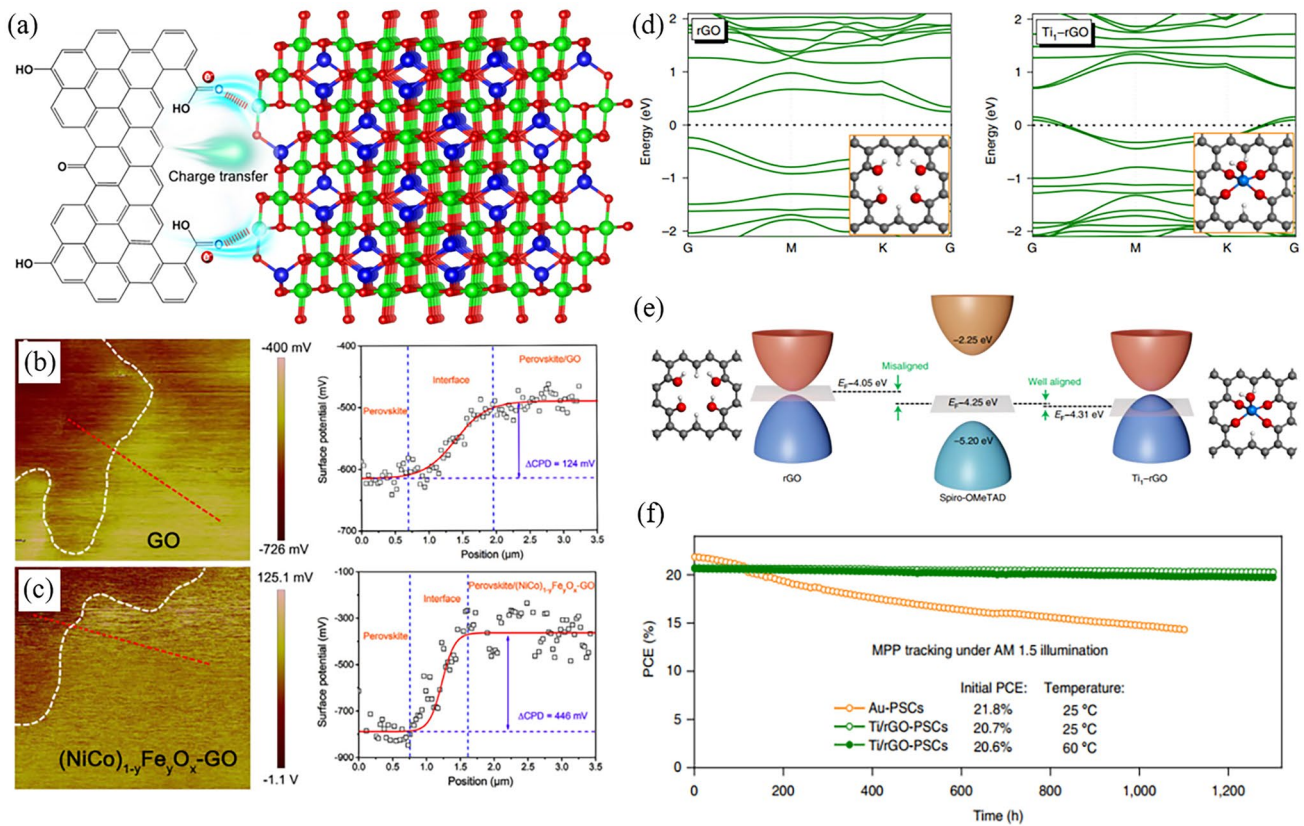 (a)
HO
O
HO
O
O
HO
HO
O
O
Charge transfer
(b)
GO
-400 mV
-726 mV
Surface potential (mV)
-400
-500
-600
-700
Perovskite
Interface
Perovskite/GO
ΔCPD = 124 mV
0.0 0.5 1.0 1.5 2.0 2.5 3.0 3.5
Position (μm)
(c)
(NiCo)1-yFeyOx-GO
125.1 mV
-1.1 V
Surface potential (mV)
-100
-300
-500
-700
-900
Perovskite
Interface
Perovskite/(NiCo)1-yFeyOx-GO
ΔCPD = 446 mV
0.0 0.5 1.0 1.5 2.0 2.5 3.0 3.5
Position (μm)
(d)
rGO
Energy (eV)
2
1
0
−1
−2
G M K G
Ti1–rGO
Energy (eV)
2
1
0
−1
−2
G M K G
(e)
Misaligned
EF–4.05 eV
rGO
–2.25 eV
EF–4.25 eV
–5.20 eV
Spiro-OMeTAD
Well aligned
EF–4.31 eV
Ti1–rGO
(f)
PCE (%)
20
15
10
5
0
MPP tracking under AM 1.5 illumination
Initial PCE: Temperature:
Au-PSCs 21.8% 25 °C
Ti/rGO-PSCs 20.7% 25 °C
Ti/rGO-PSCs 20.6% 60 °C
0 200 400 600 800 1,000 1,200
Time (h)